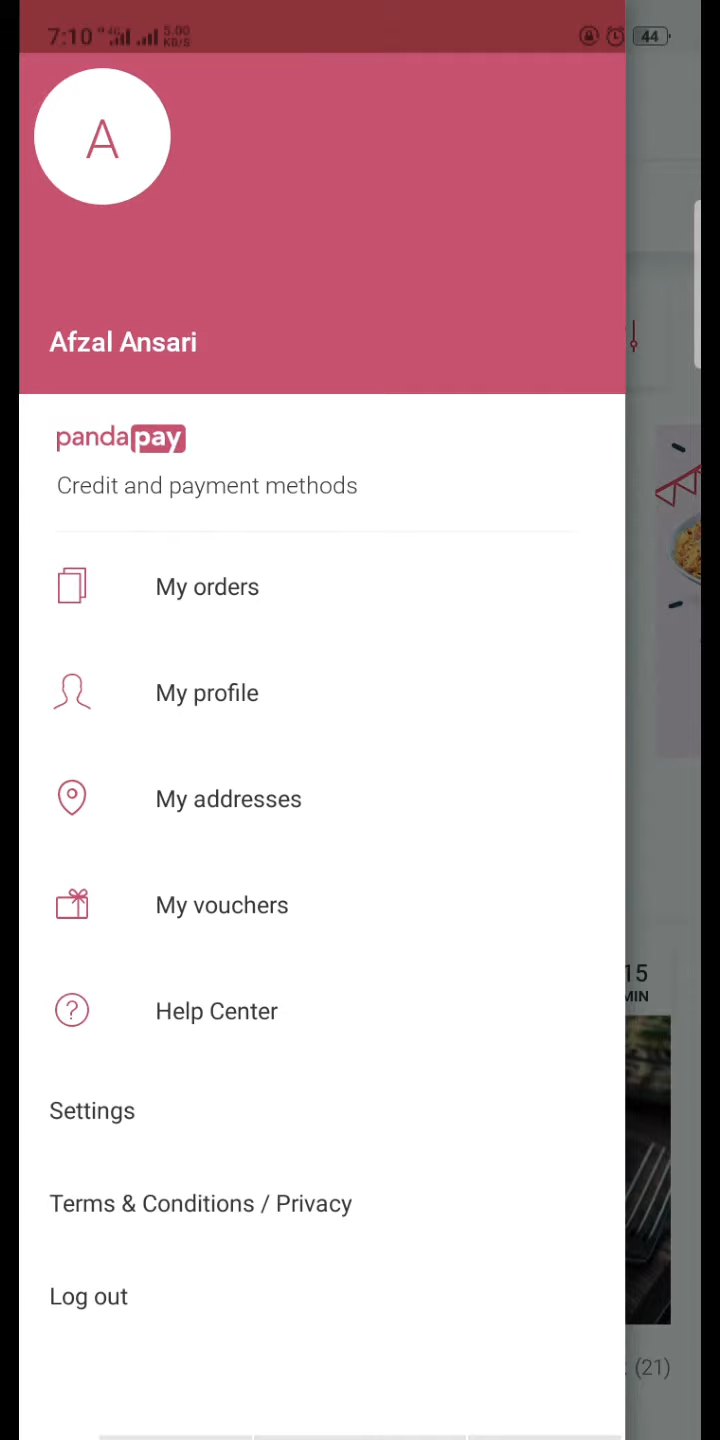 7:10 4G 5.00 KB/S 44
A
Afzal Ansari
pandapay
Credit and payment methods
My orders
My profile
My addresses
My vouchers
15
MIN
Help Center
Settings
Terms & Conditions / Privacy
Log out
(21)